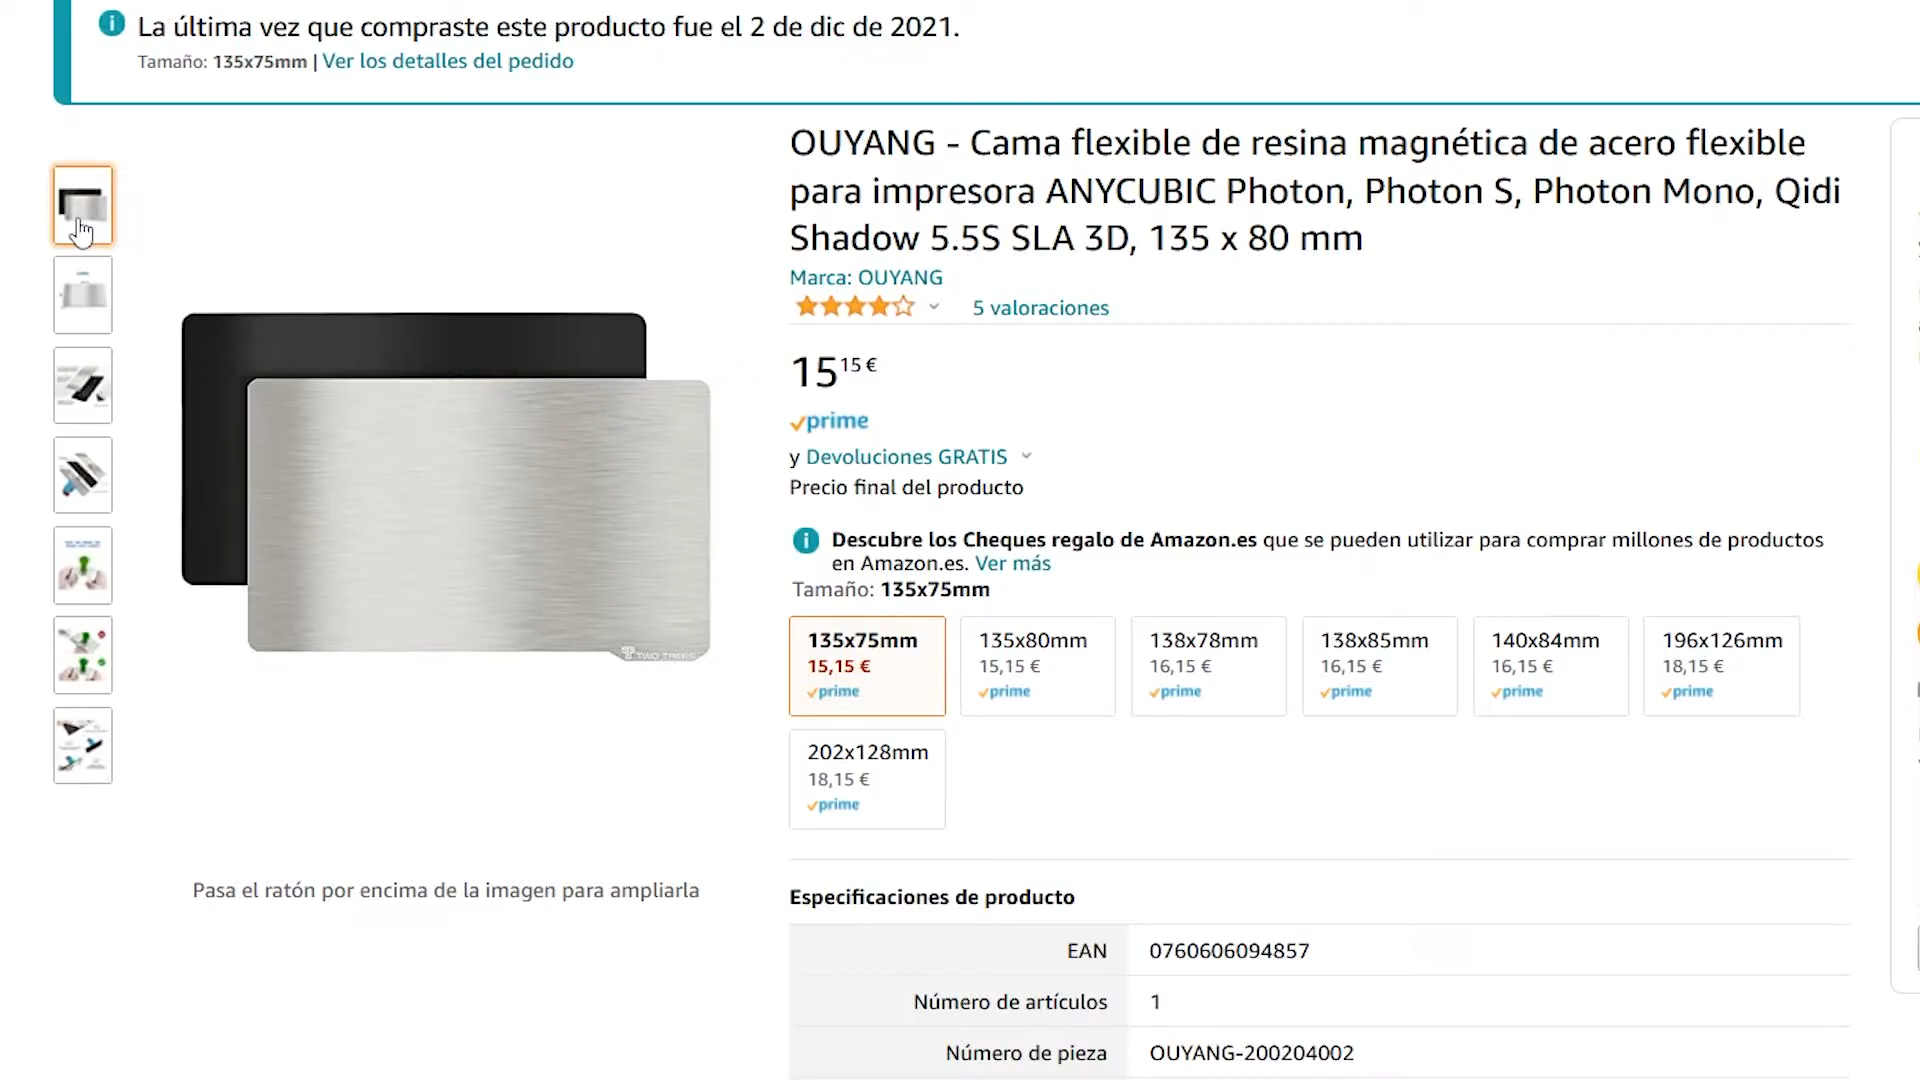 La última vez que compraste este producto fue el 2 de dic de 2021.
Tamaño: 135x75mm | Ver los detalles del pedido
OUYANG - Cama flexible de resina magnética de acero flexible
para impresora ANYCUBIC Photon, Photon S, Photon Mono, Qidi
Shadow 5.5S SLA 3D, 135 x 80 mm
Marca: OUYANG
5 valoraciones
15 15 €
prime
y Devoluciones GRATIS
Precio final del producto
Descubre los Cheques regalo de Amazon.es que se pueden utilizar para comprar millones de productos
en Amazon.es. Ver más
Tamaño: 135x75mm
135x75mm
15,15 €
prime
135x80mm
15,15 €
prime
138x78mm
16,15 €
prime
138x85mm
16,15 €
prime
140x84mm
16,15 €
prime
196x126mm
18,15 €
prime
202x128mm
18,15 €
prime
TWO TREES
Pasa el ratón por encima de la imagen para ampliarla
Especificaciones de producto
EAN 0760606094857
Número de artículos 1
Número de pieza OUYANG-200204002